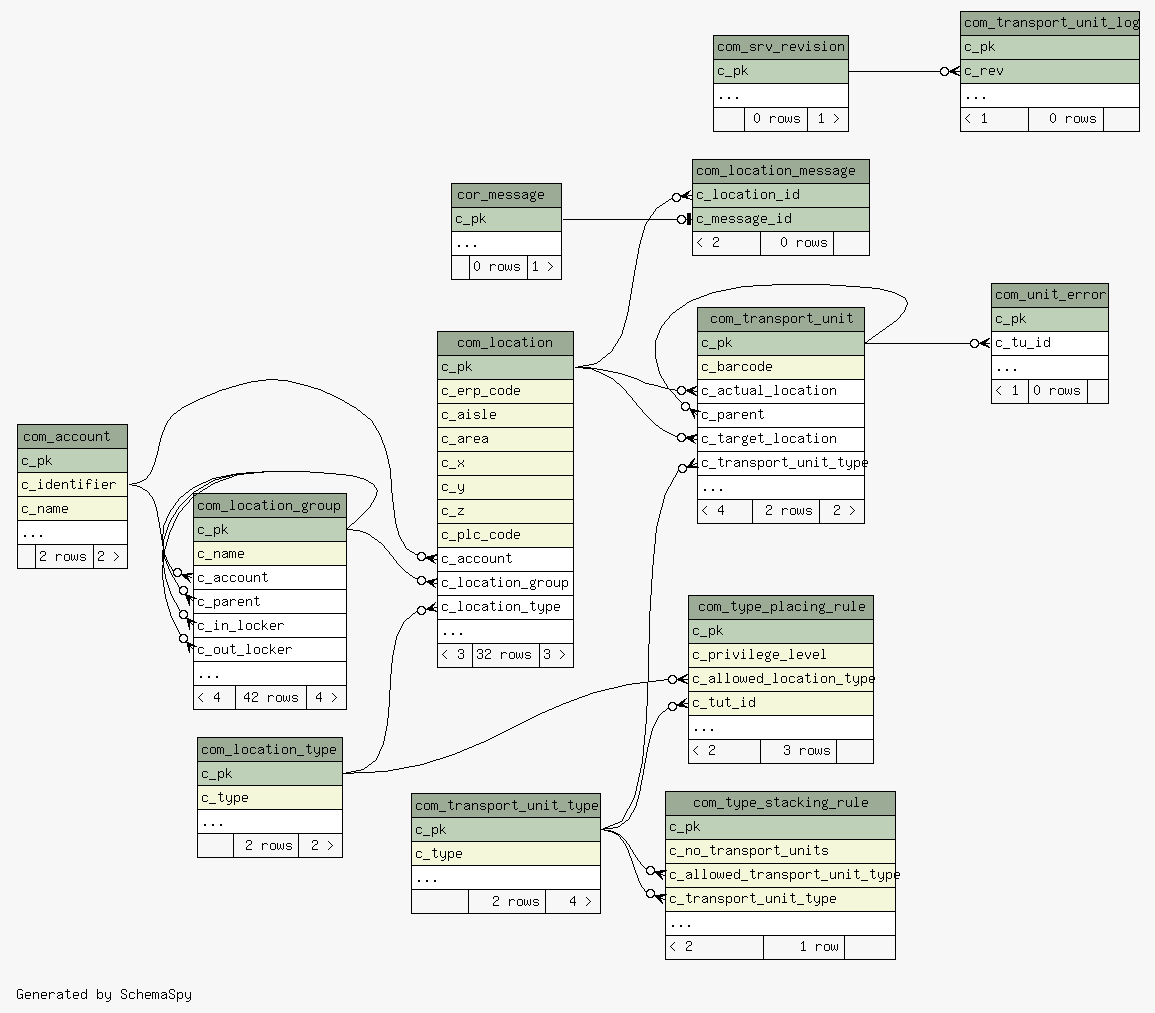 com_transport_unit_log
c_pk
c_rev
...
< 1 0 rows
com_srv_revision
c_pk
...
0 rows 1 >
com_location_message
c_location_id
c_message_id
< 2 0 rows
cor_message
c_pk
...
0 rows 1 >
com_unit_error
c_pk
c_tu_id
...
< 1 0 rows
com_transport_unit
c_pk
c_barcode
c_actual_location
c_parent
c_target_location
c_transport_unit_type
...
< 4 2 rows 2 >
com_location
c_pk
c_erp_code
c_aisle
c_area
c_x
c_y
c_z
c_plc_code
c_account
c_location_group
c_location_type
...
< 3 32 rows 3 >
com_account
c_pk
c_identifier
c_name
...
2 rows 2 >
com_location_group
c_pk
c_name
c_account
c_parent
c_in_locker
c_out_locker
...
< 4 42 rows 4 >
com_type_placing_rule
c_pk
c_privilege_level
c_allowed_location_type
c_tut_id
...
< 2 3 rows
com_location_type
c_pk
c_type
...
2 rows 2 >
com_transport_unit_type
c_pk
c_type
...
2 rows 4 >
com_type_stacking_rule
c_pk
c_no_transport_units
c_allowed_transport_unit_type
c_transport_unit_type
...
< 2 1 row
Generated by SchemaSpy